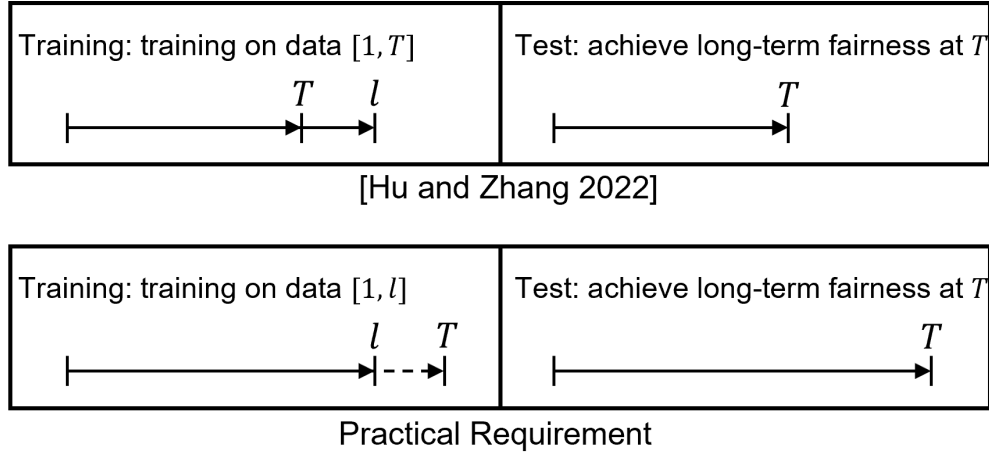 Training: training on data [1, T]
Test: achieve long-term fairness at T
T l
T
[Hu and Zhang 2022]
Training: training on data [1, l]
Test: achieve long-term fairness at T
l T
T
Practical Requirement